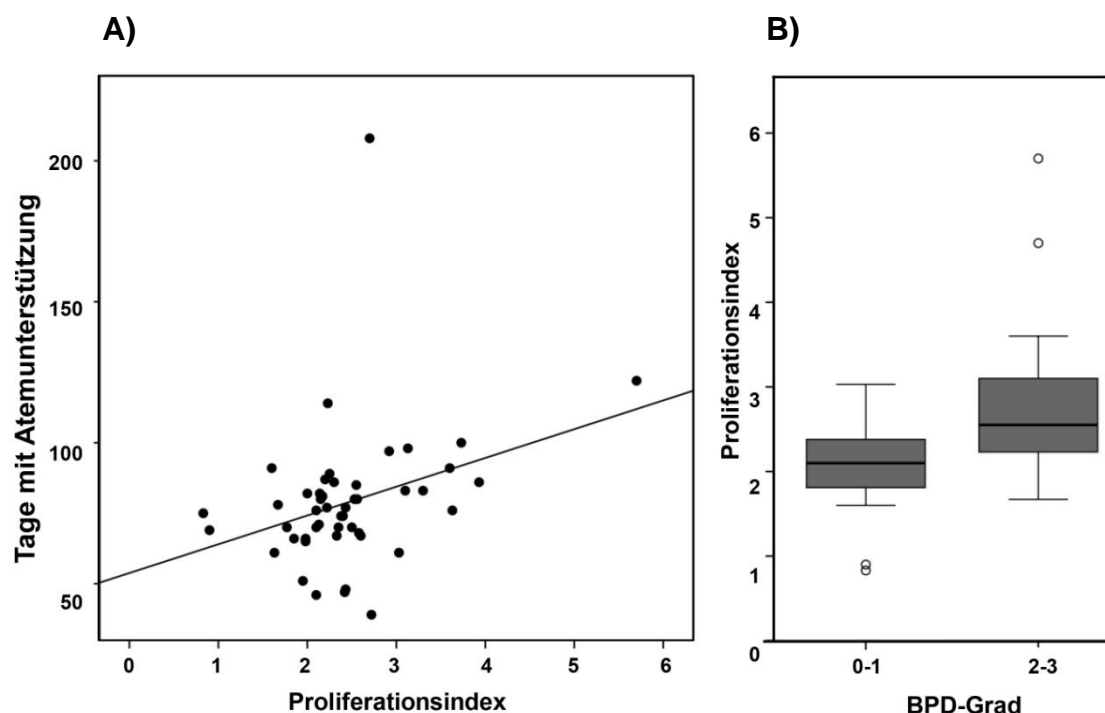 A)
B)
Tage mit Atemunterstützung
200
150
100
50
0 1 2 3 4 5 6
Proliferationsindex
Proliferationsindex
6
5
4
3
2
1
0
0-1 2-3
BPD-Grad